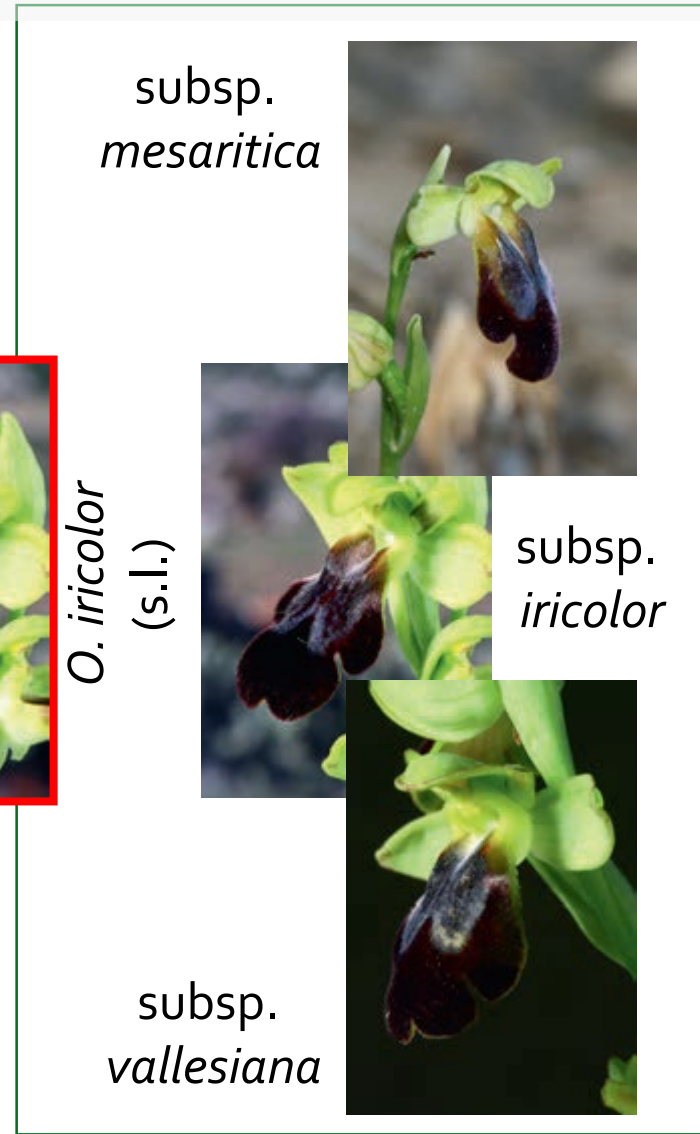 subsp.
mesaritica
O. iricolor
(s.l.)
subsp.
iricolor
subsp.
vallesiana